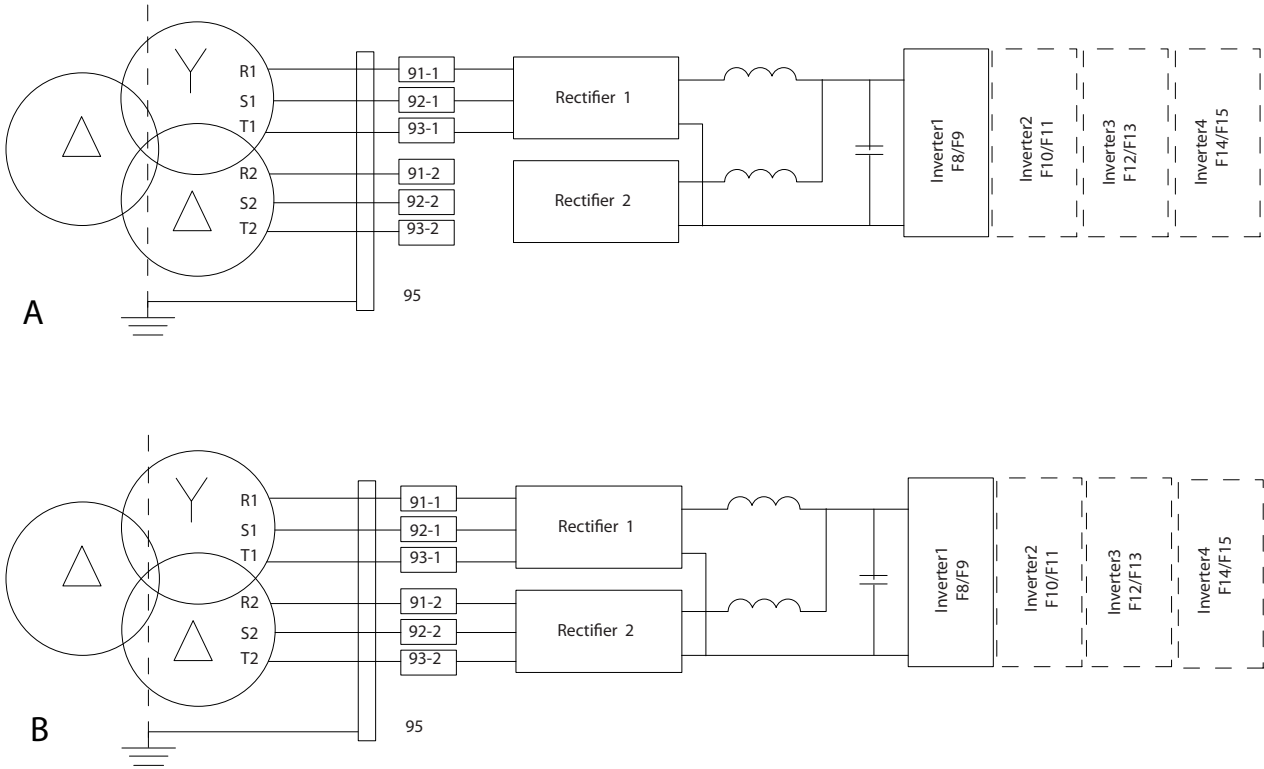 R1
S1
T1
R2
S2
T2
91-1
92-1
93-1
91-2
92-2
93-2
95
Rectifier 1
Rectifier 2
Inverter1
F8/F9
Inverter2
F10/F11
Inverter3
F12/F13
Inverter4
F14/F15
A
R1
S1
T1
R2
S2
T2
91-1
92-1
93-1
91-2
92-2
93-2
95
Rectifier 1
Rectifier 2
Inverter1
F8/F9
Inverter2
F10/F11
Inverter3
F12/F13
Inverter4
F14/F15
B